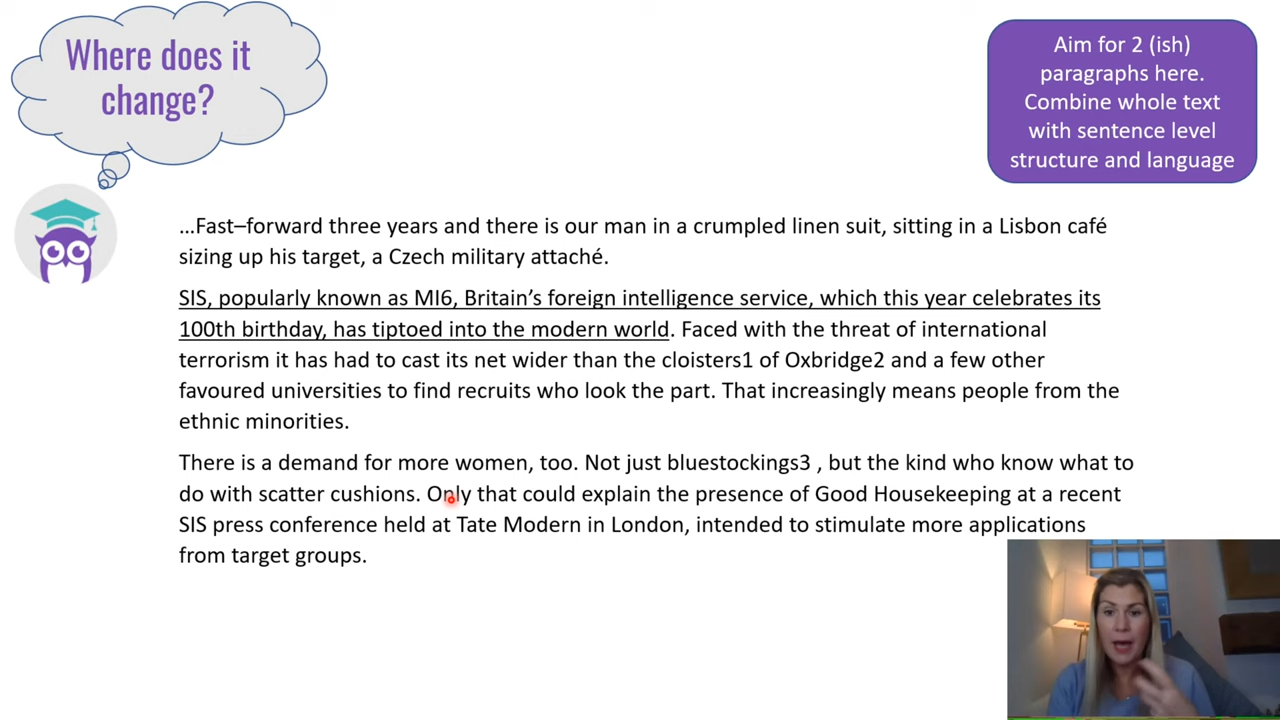 Where does it
change?
Aim for 2 (ish)
paragraphs here.
Combine whole text
with sentence level
structure and language
…Fast–forward three years and there is our man in a crumpled linen suit, sitting in a Lisbon café
sizing up his target, a Czech military attaché.
SIS, popularly known as MI6, Britain’s foreign intelligence service, which this year celebrates its
100th birthday, has tiptoed into the modern world. Faced with the threat of international
terrorism it has had to cast its net wider than the cloisters1 of Oxbridge2 and a few other
favoured universities to find recruits who look the part. That increasingly means people from the
ethnic minorities.
There is a demand for more women, too. Not just bluestockings3 , but the kind who know what to
do with scatter cushions. Only that could explain the presence of Good Housekeeping at a recent
SIS press conference held at Tate Modern in London, intended to stimulate more applications
from target groups.